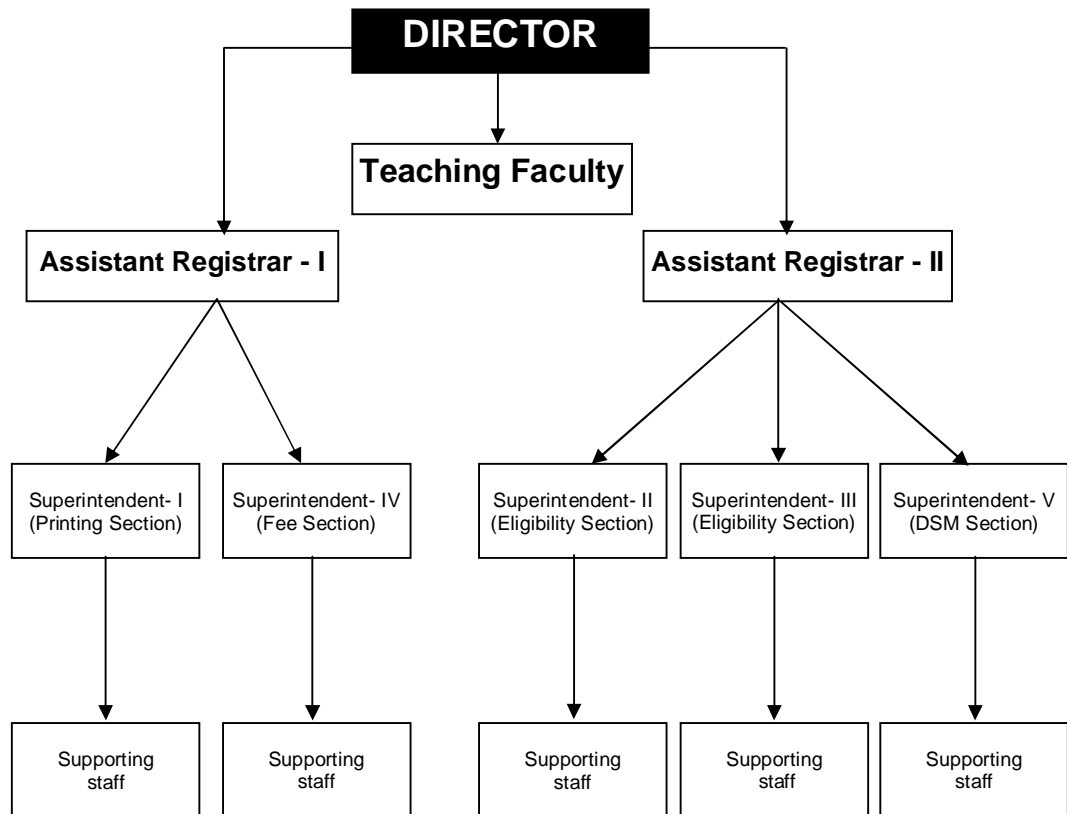 DIRECTOR
Teaching Faculty
Assistant Registrar - I
Assistant Registrar - II
Superintendent- I
(Printing Section)
Superintendent- IV
(Fee Section)
Superintendent- II
(Eligibility Section)
Superintendent- III
(Eligibility Section)
Superintendent- V
(DSM Section)
Supporting
staff
Supporting
staff
Supporting
staff
Supporting
staff
Supporting
staff